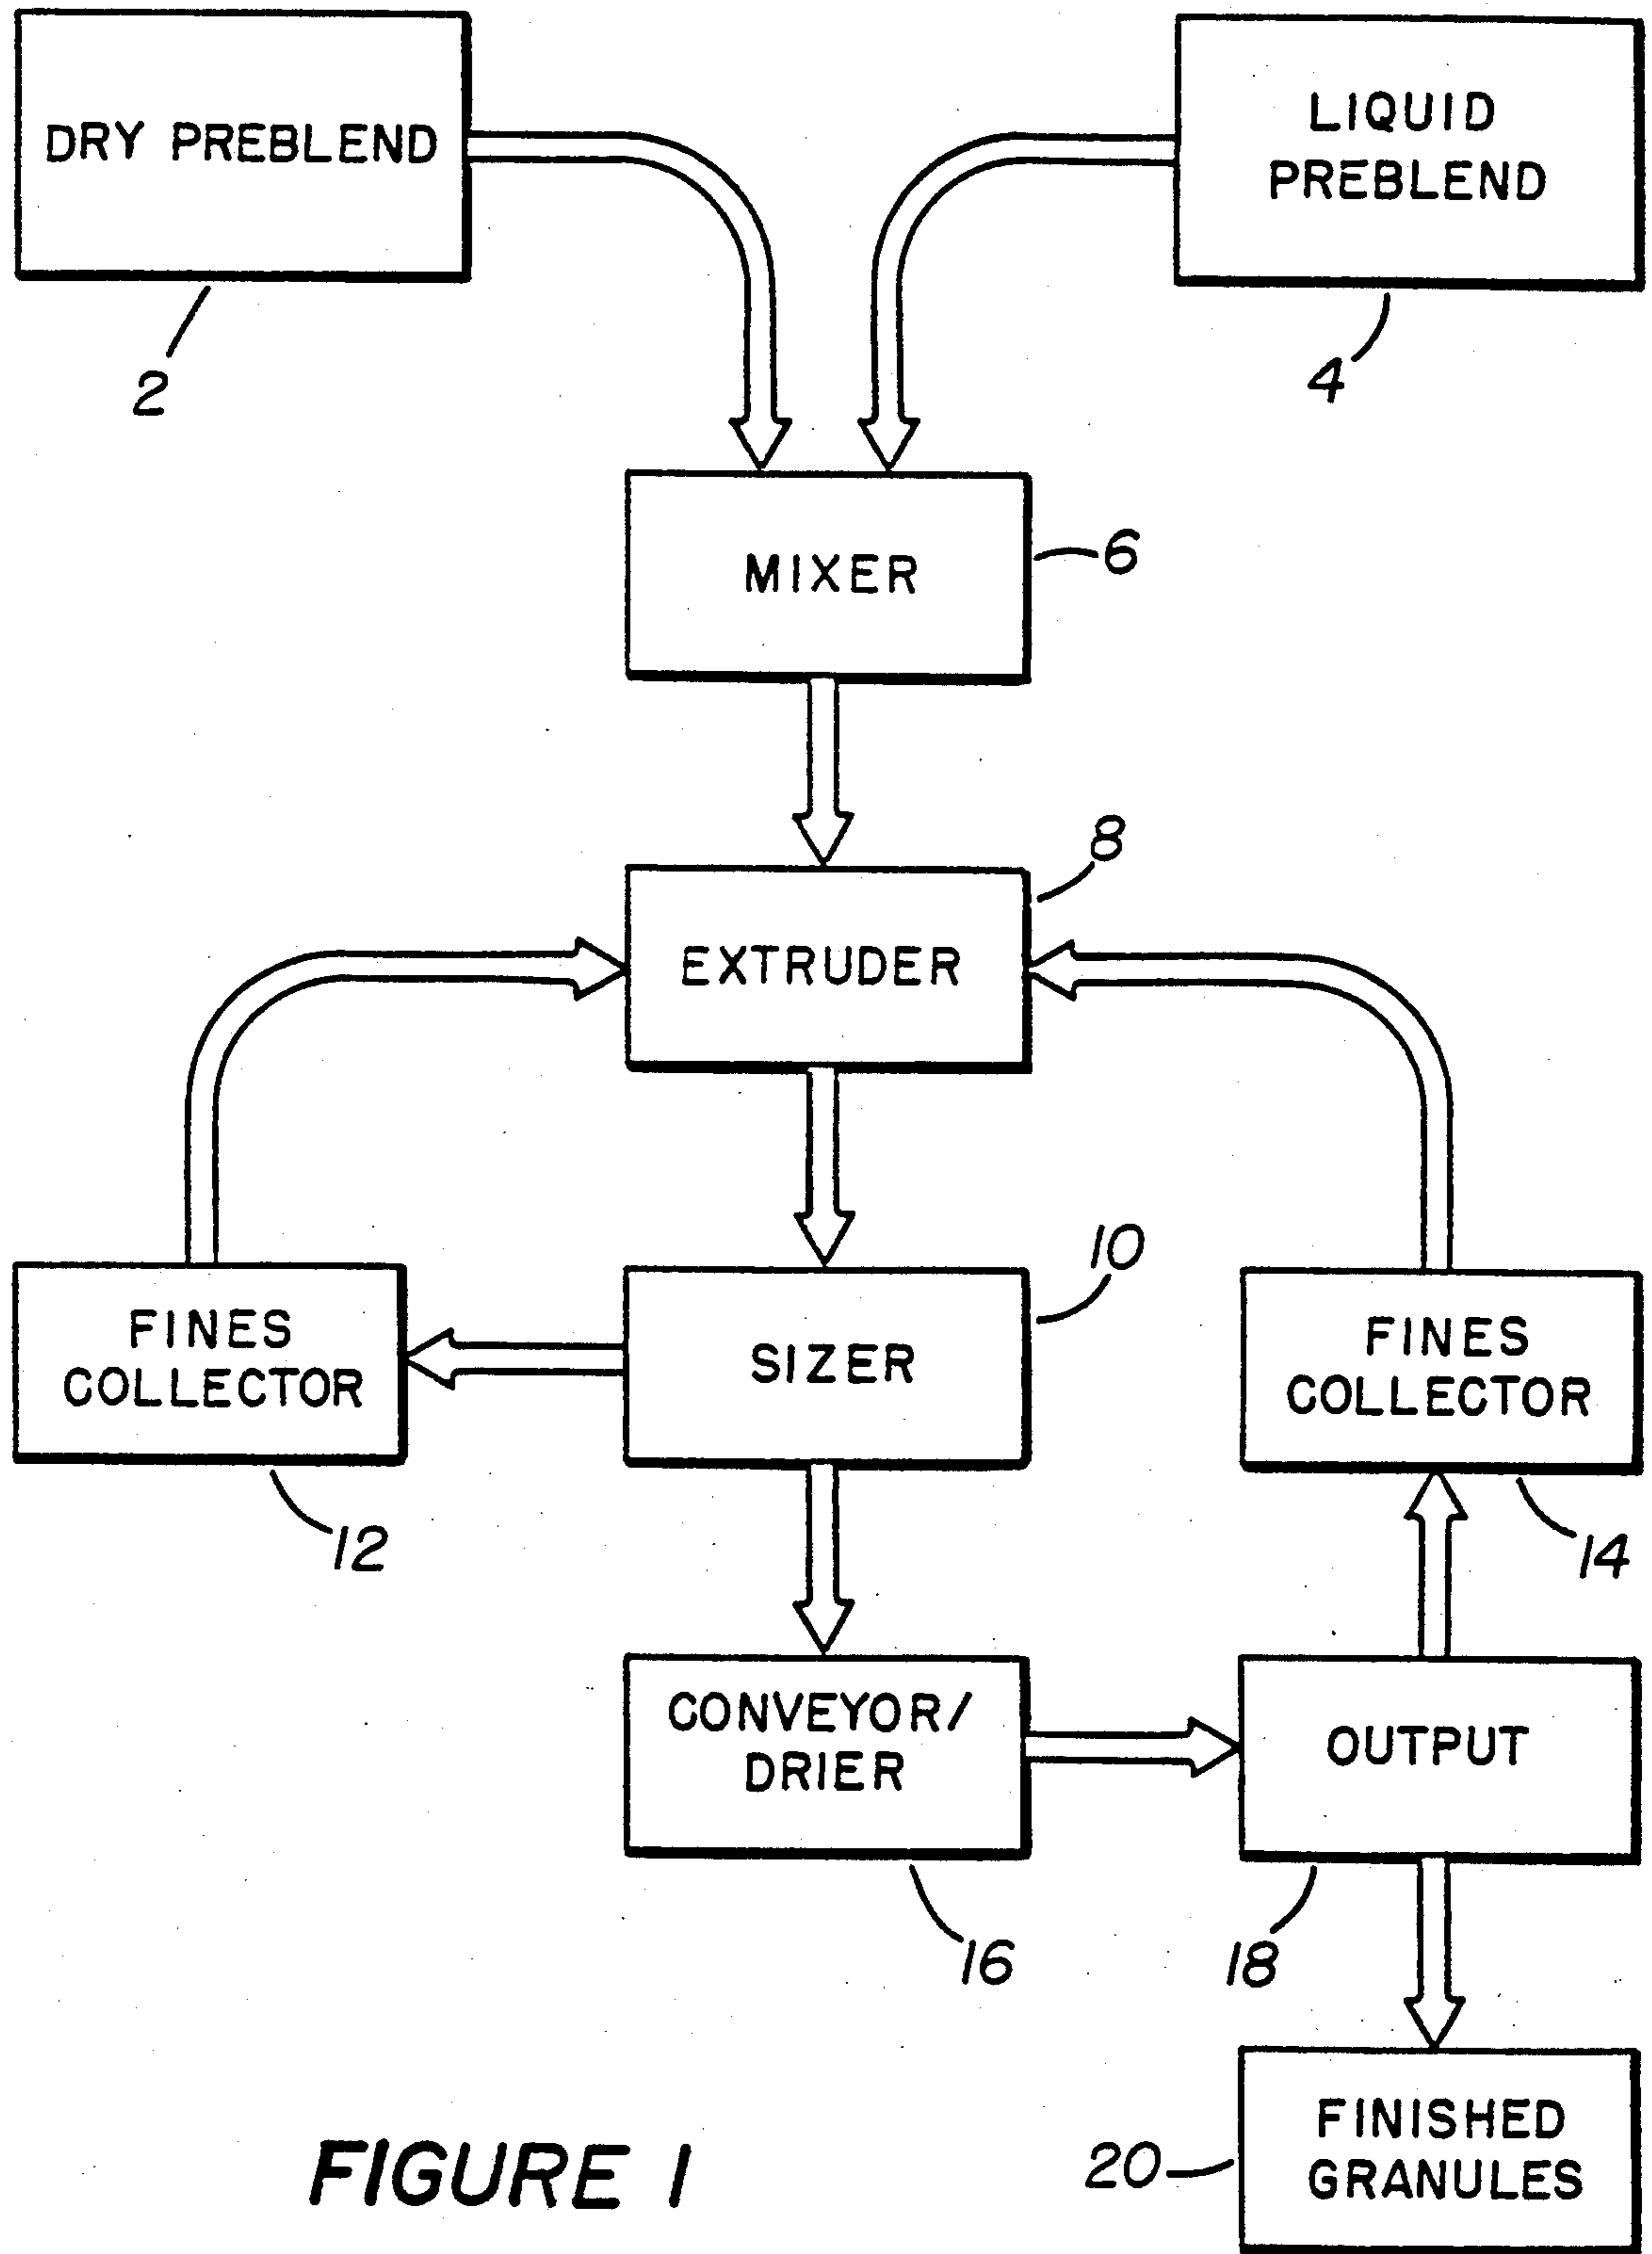 DRY PREBLEND
2
LIQUID
PREBLEND
4
MIXER
6
EXTRUDER
8
SIZER
10
FINES
COLLECTOR
12
FINES
COLLECTOR
14
CONVEYOR/
DRIER
16
OUTPUT
18
FINISHED
GRANULES
20
FIGURE 1